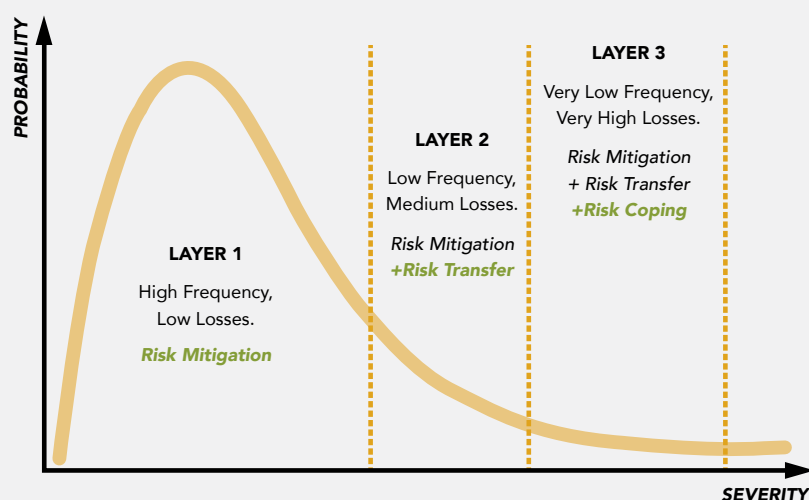 PROBABILITY
LAYER 1
High Frequency,
Low Losses.
Risk Mitigation
LAYER 2
Low Frequency,
Medium Losses.
Risk Mitigation
+Risk Transfer
LAYER 3
Very Low Frequency,
Very High Losses.
Risk Mitigation
+ Risk Transfer
+Risk Coping
SEVERITY